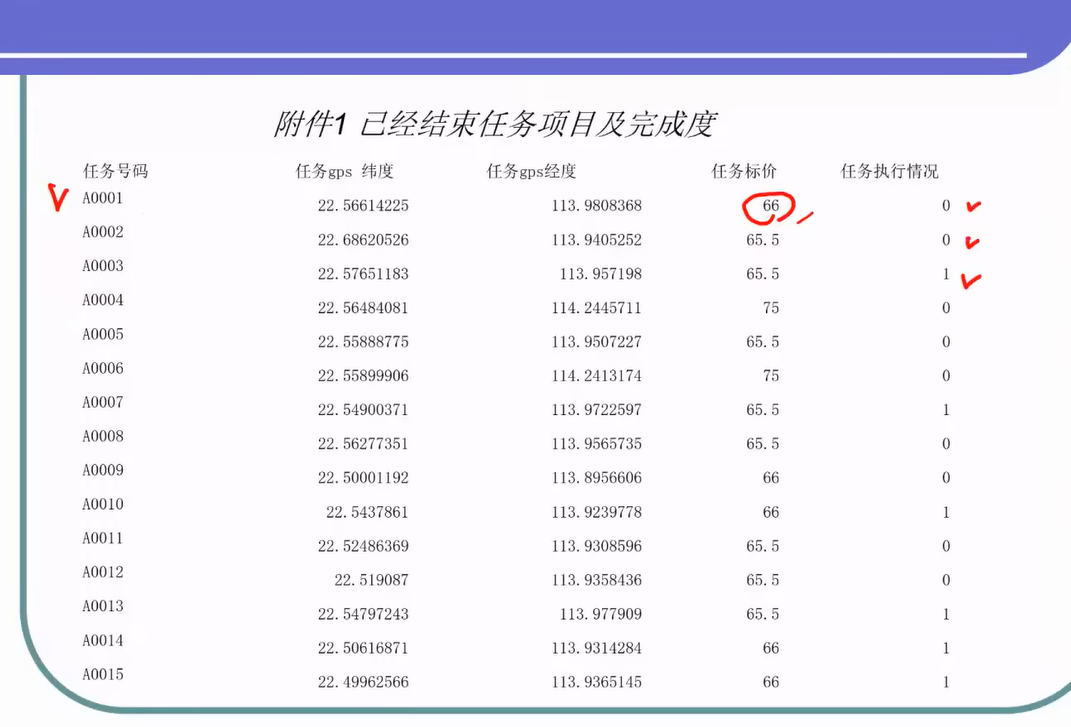 附件1 已经结束任务项目及完成度
任务号码 任务gps 纬度 任务gps经度 任务标价 任务执行情况
A0001 22.56614225 113.9808368 66 0
A0002 22.68620526 113.9405252 65.5 0
A0003 22.57651183 113.957198 65.5 1
A0004 22.56484081 114.2445711 75 0
A0005 22.55888775 113.9507227 65.5 0
A0006 22.55899906 114.2413174 75 0
A0007 22.54900371 113.9722597 65.5 1
A0008 22.56277351 113.9565735 65.5 0
A0009 22.50001192 113.8956606 66 0
A0010 22.5437861 113.9239778 66 1
A0011 22.52486369 113.9308596 65.5 0
A0012 22.519087 113.9358436 65.5 0
A0013 22.54797243 113.977909 65.5 1
A0014 22.50616871 113.9314284 66 1
A0015 22.49962566 113.9365145 66 1